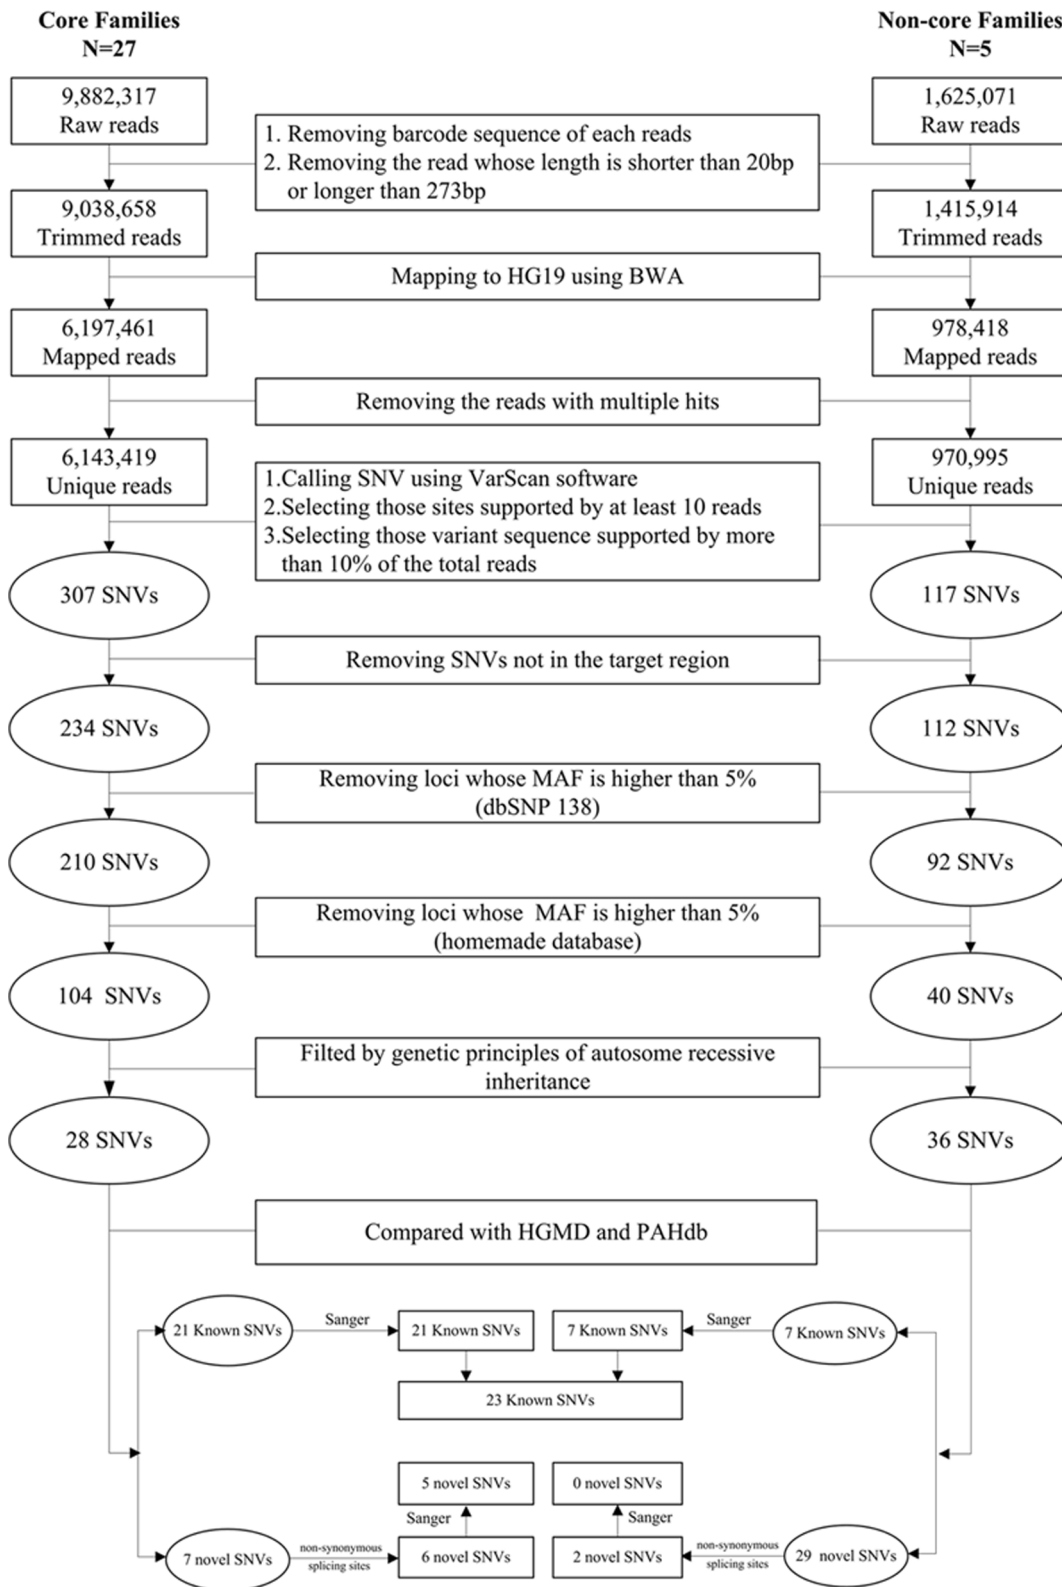 Core Families
N=27
Non-core Families
N=5
9,882,317
Raw reads
1,625,071
Raw reads
1. Removing barcode sequence of each reads
2. Removing the read whose length is shorter than 20bp
or longer than 273bp
9,038,658
Trimmed reads
1,415,914
Trimmed reads
Mapping to HG19 using BWA
6,197,461
Mapped reads
978,418
Mapped reads
Removing the reads with multiple hits
6,143,419
Unique reads
970,995
Unique reads
1.Calling SNV using VarScan software
2.Selecting those sites supported by at least 10 reads
3.Selecting those variant sequence supported by more
than 10% of the total reads
307 SNVs
117 SNVs
Removing SNVs not in the target region
234 SNVs
112 SNVs
Removing loci whose MAF is higher than 5%
(dbSNP 138)
210 SNVs
92 SNVs
Removing loci whose MAF is higher than 5%
(homemade database)
104 SNVs
40 SNVs
Filted by genetic principles of autosome recessive
inheritance
28 SNVs
36 SNVs
Compared with HGMD and PAHdb
21 Known SNVs
Sanger
21 Known SNVs
7 Known SNVs
Sanger
7 Known SNVs
23 Known SNVs
5 novel SNVs
0 novel SNVs
Sanger
Sanger
7 novel SNVs
non-synonymous
splicing sites
6 novel SNVs
2 novel SNVs
non-synonymous
splicing sites
29 novel SNVs